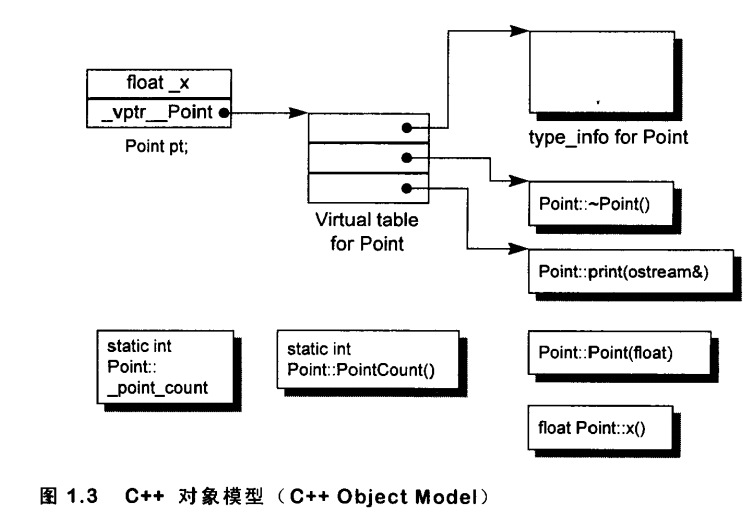 float _x
_vptr__Point
Point pt;
Virtual table
for Point
type_info for Point
Point::~Point()
Point::print(ostream&)
static int
Point::
_point_count
static int
Point::PointCount()
Point::Point(float)
float Point::x()
图 1.3 C++ 对象模型（C++ Object Model）